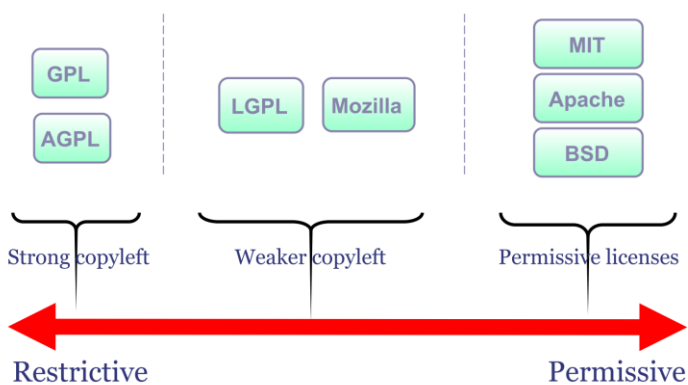 GPL
AGPL
LGPL
Mozilla
MIT
Apache
BSD
Strong copyleft
Weaker copyleft
Permissive licenses
Restrictive
Permissive